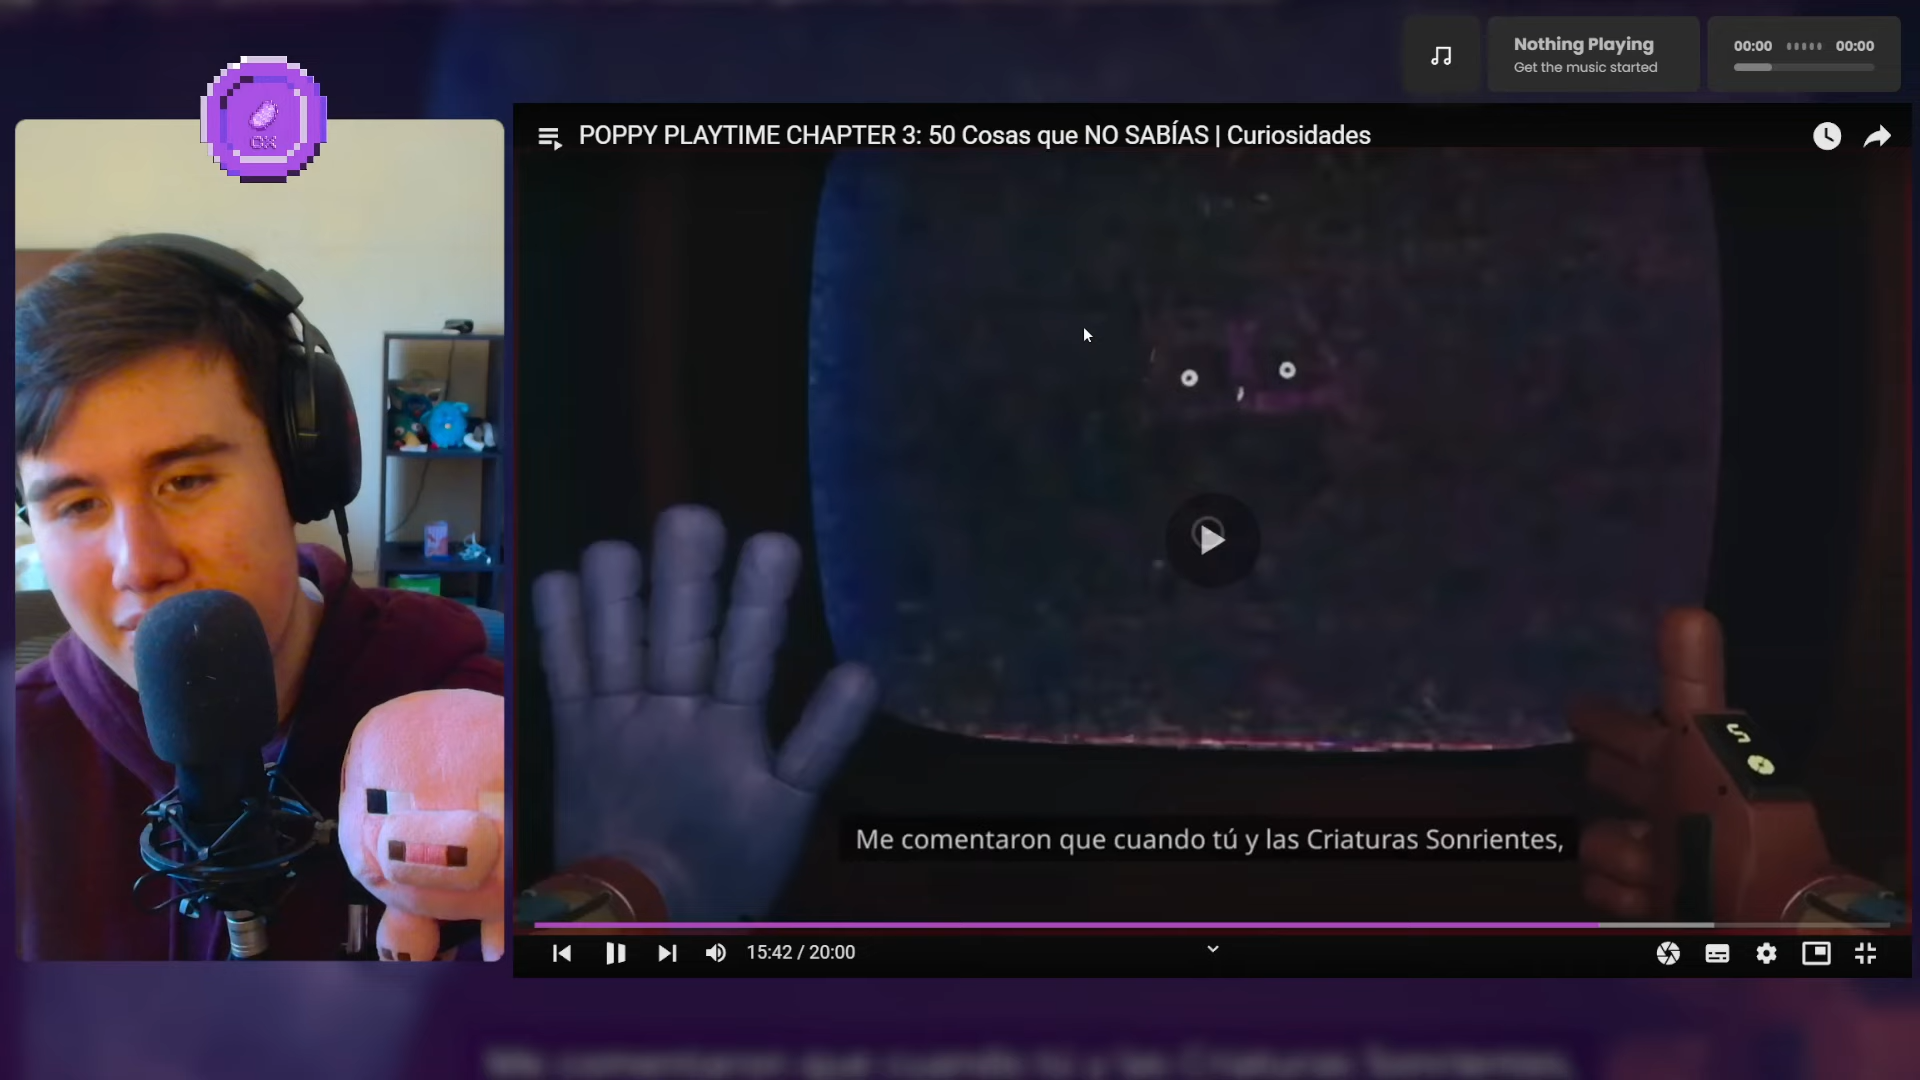 Nothing Playing
Get the music started
00:00 00:00
0X
POPPY PLAYTIME CHAPTER 3: 50 Cosas que NO SABÍAS | Curiosidades
Me comentaron que cuando tú y las Criaturas Sonrientes,
15:42 / 20:00